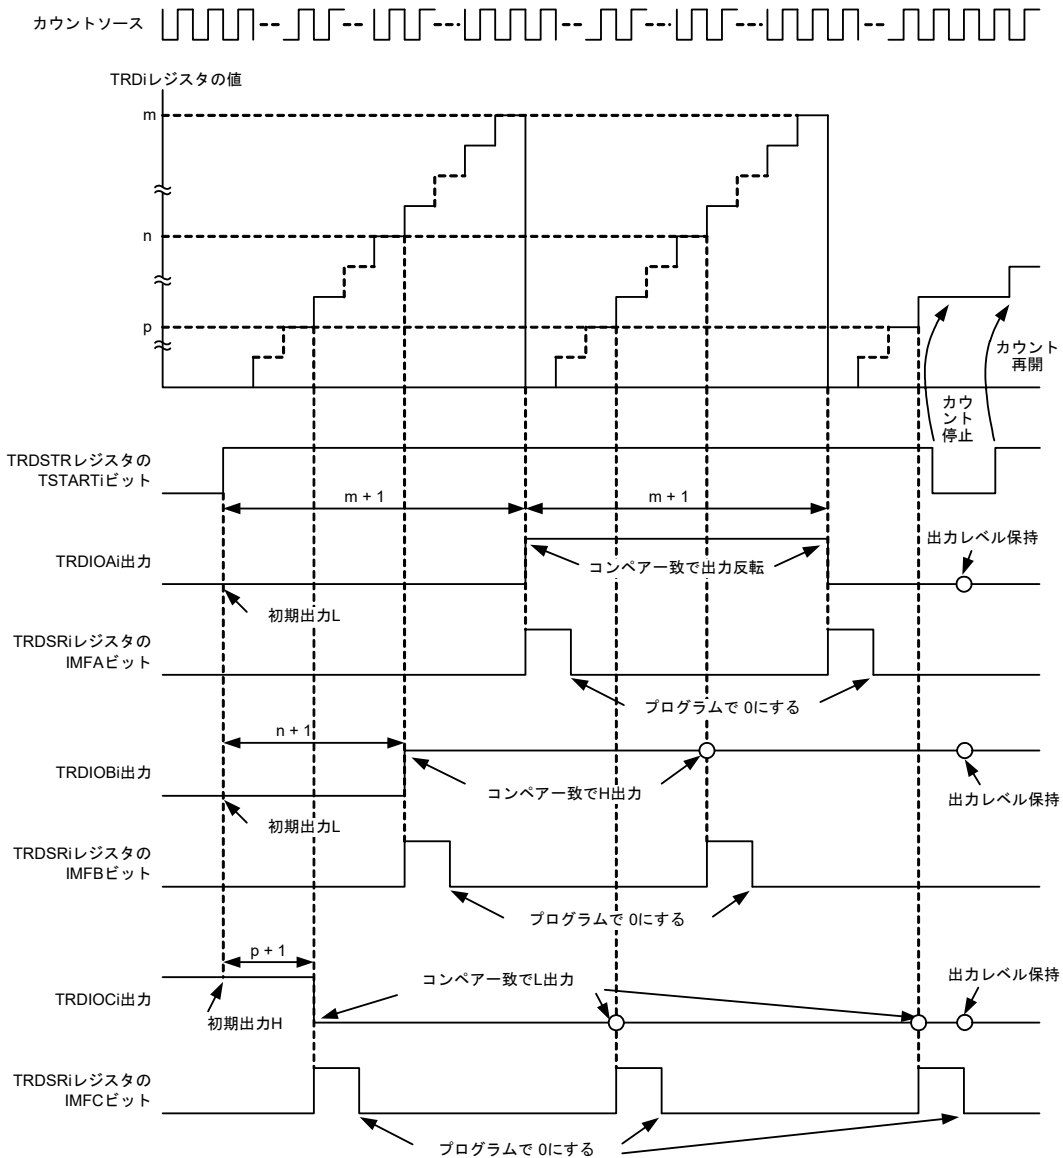 カウントソース
TRDiレジスタの値
m
n
p
カウント
再開
カウ
ント
停止
TRDSTRレジスタの
TSTARTiビット
m + 1
m + 1
TRDIOAi出力
コンペア一致で出力反転
出力レベル保持
初期出力L
TRDSRiレジスタの
IMFAビット
プログラムで 0にする
n + 1
TRDIOBi出力
コンペア一致でH出力
出力レベル保持
初期出力L
TRDSRiレジスタの
IMFBビット
プログラムで 0にする
p + 1
コンペア一致でL出力
出力レベル保持
TRDIOCi出力
初期出力H
TRDSRiレジスタの
IMFCビット
プログラムで 0にする